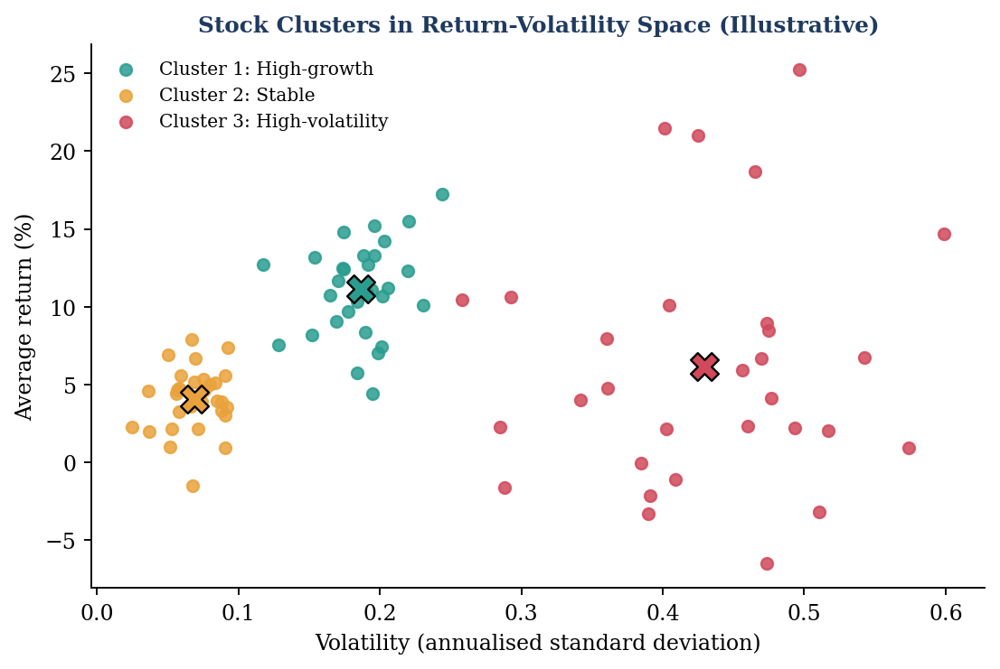 Stock Clusters in Return-Volatility Space (Illustrative)
Cluster 1: High-growth
Cluster 2: Stable
Cluster 3: High-volatility
Average return (%)
25
20
15
10
5
0
−5
0.0 0.1 0.2 0.3 0.4 0.5 0.6
Volatility (annualised standard deviation)